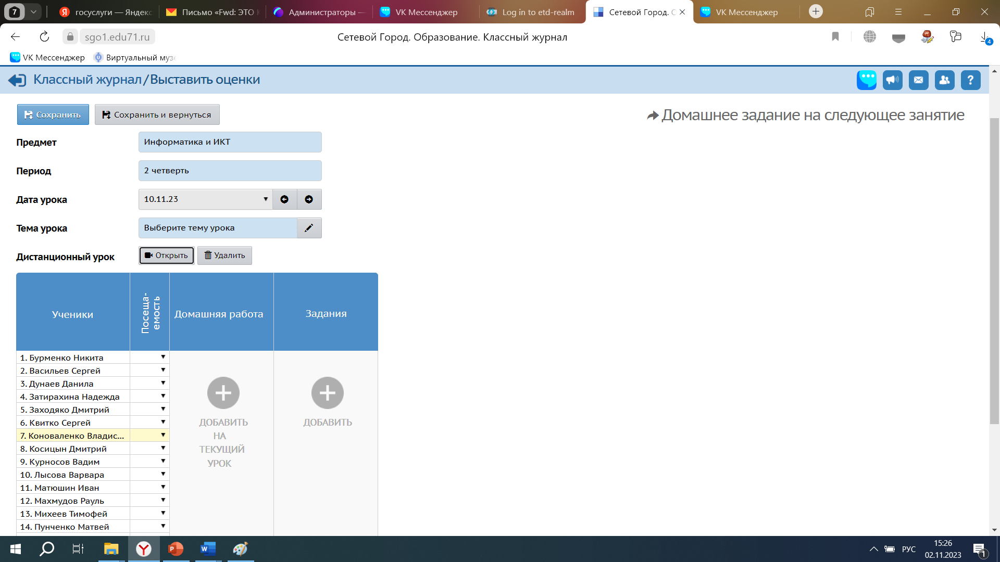 7
госуслуги — Яндекс
Письмо «Fwd: ЭТО
Администраторы —
VK Мессенджер
Log in to etd-realm
Сетевой Город. О
VK Мессенджер
sgo1.edu71.ru
Сетевой Город. Образование. Классный журнал
4
VK Мессенджер
Виртуальный музе
Классный журнал/Выставить оценки
?
Сохранить
Сохранить и вернуться
Домашнее задание на следующее занятие
Предмет
Информатика и ИКТ
Период
2 четверть
Дата урока
10.11.23
Тема урока
Выберите тему урока
Дистанционный урок
Открыть
Удалить
Ученики
Посеща-
емость
Домашняя работа
Задания
1. Бурменко Никита
2. Васильев Сергей
3. Дунаев Данила
4. Затирахина Надежда
5. Заходяко Дмитрий
6. Квитко Сергей
7. Коноваленко Владис...
8. Косицын Дмитрий
9. Курносов Вадим
10. Лысова Варвара
11. Матюшин Иван
12. Махмудов Рауль
13. Михеев Тимофей
14. Пунченко Матвей
ДОБАВИТЬ
НА
ТЕКУЩИЙ
УРОК
ДОБАВИТЬ
РУС
15:26
02.11.2023
1